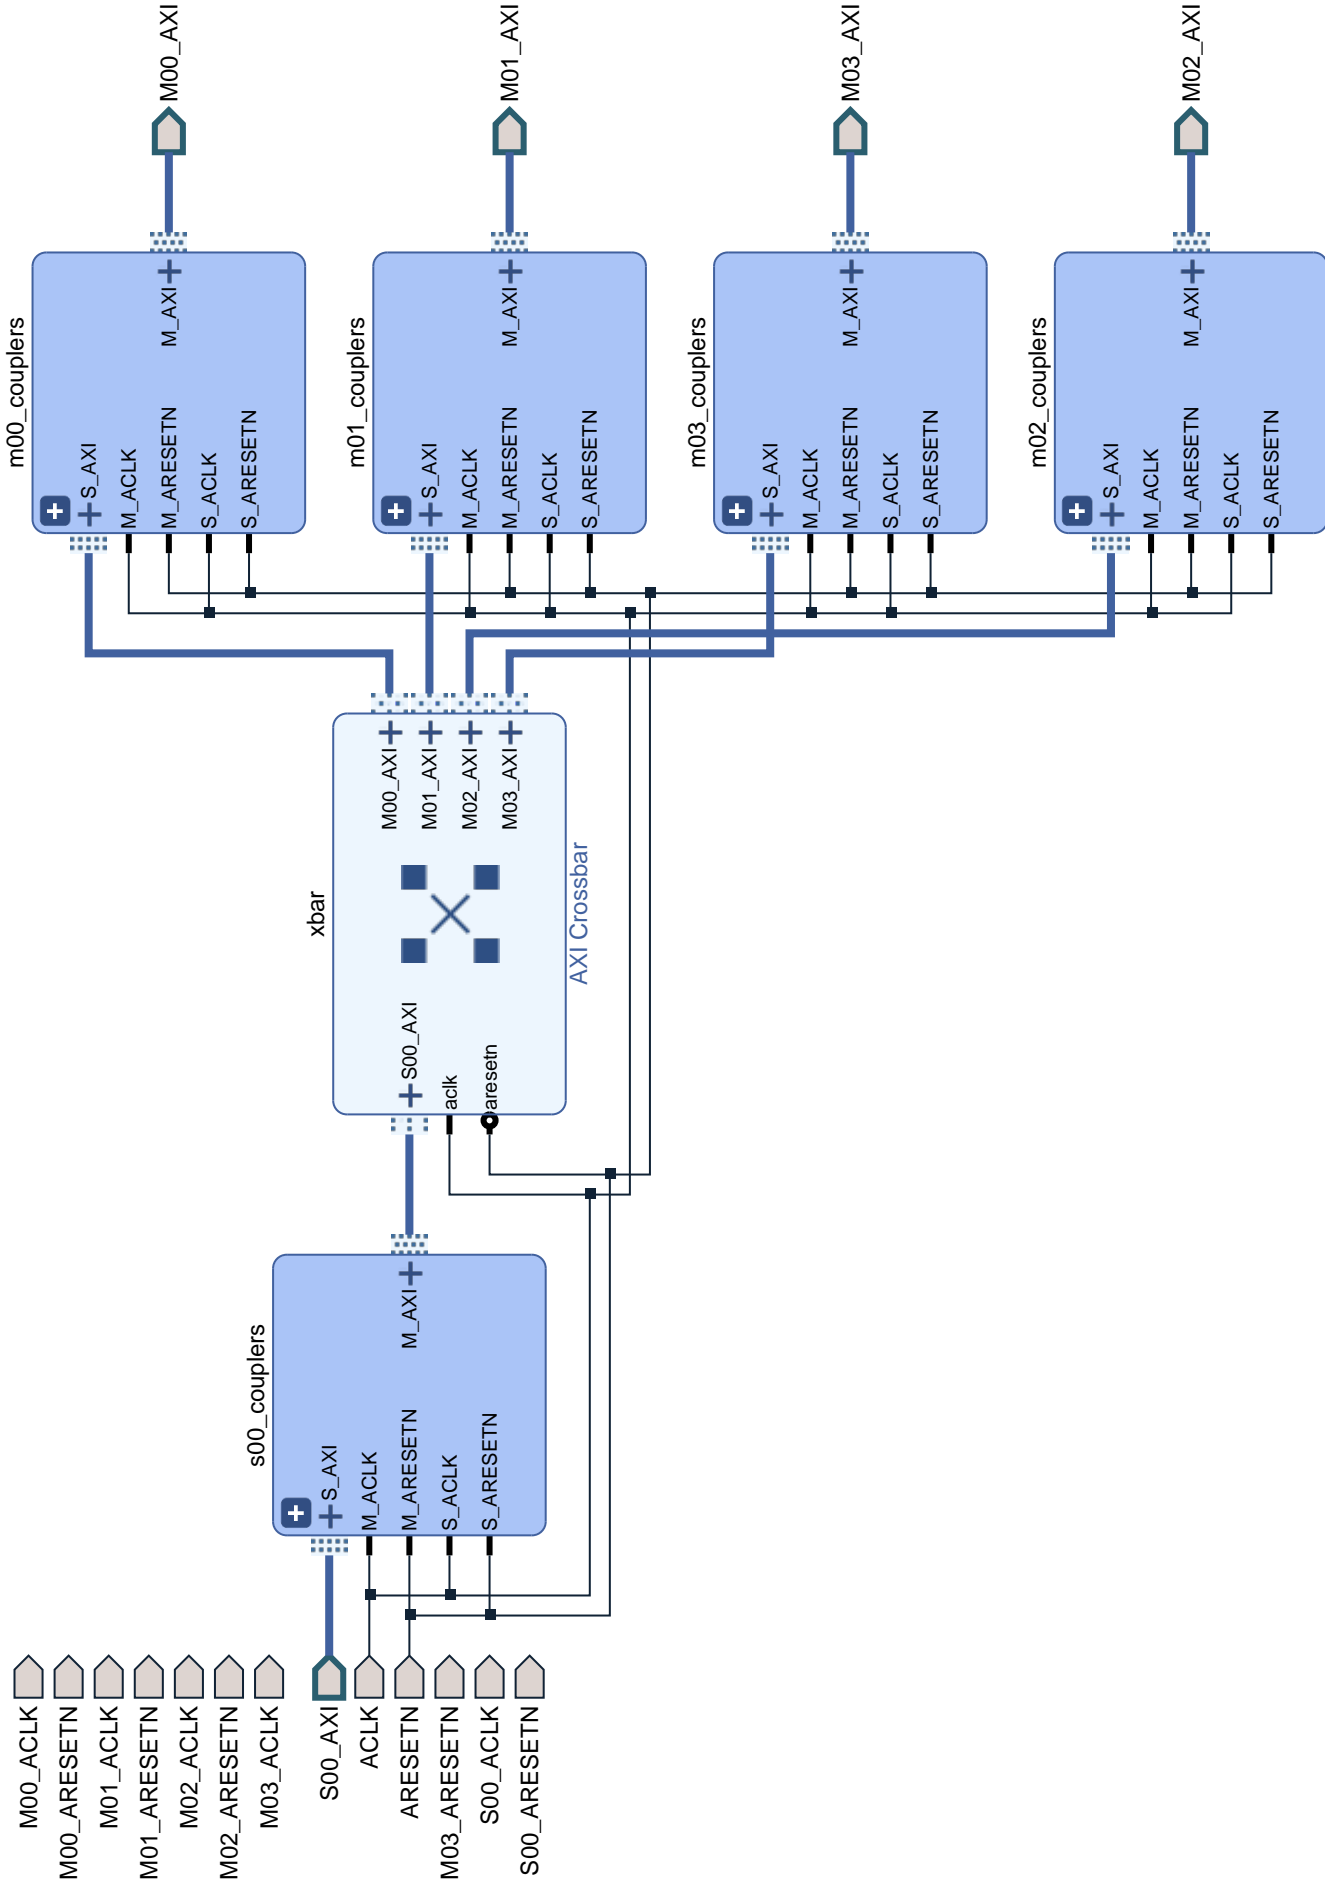 M00_ACLK
M00_ARESETN
M01_ACLK
M01_ARESETN
M02_ACLK
M02_ARESETN
M03_ACLK
S00_AXI
ACLK
ARESETN
M03_ARESETN
S00_ACLK
S00_ARESETN
s00_couplers
S_AXI
M_ACLK
M_ARESETN
S_ACLK
S_ARESETN
M_AXI
xbar
S00_AXI
aclk
aresetn
M00_AXI
M01_AXI
M02_AXI
M03_AXI
AXI Crossbar
m00_couplers
S_AXI
M_ACLK
M_ARESETN
S_ACLK
S_ARESETN
M_AXI
M00_AXI
m01_couplers
S_AXI
M_ACLK
M_ARESETN
S_ACLK
S_ARESETN
M_AXI
M01_AXI
m03_couplers
S_AXI
M_ACLK
M_ARESETN
S_ACLK
S_ARESETN
M_AXI
M03_AXI
m02_couplers
S_AXI
M_ACLK
M_ARESETN
S_ACLK
S_ARESETN
M_AXI
M02_AXI